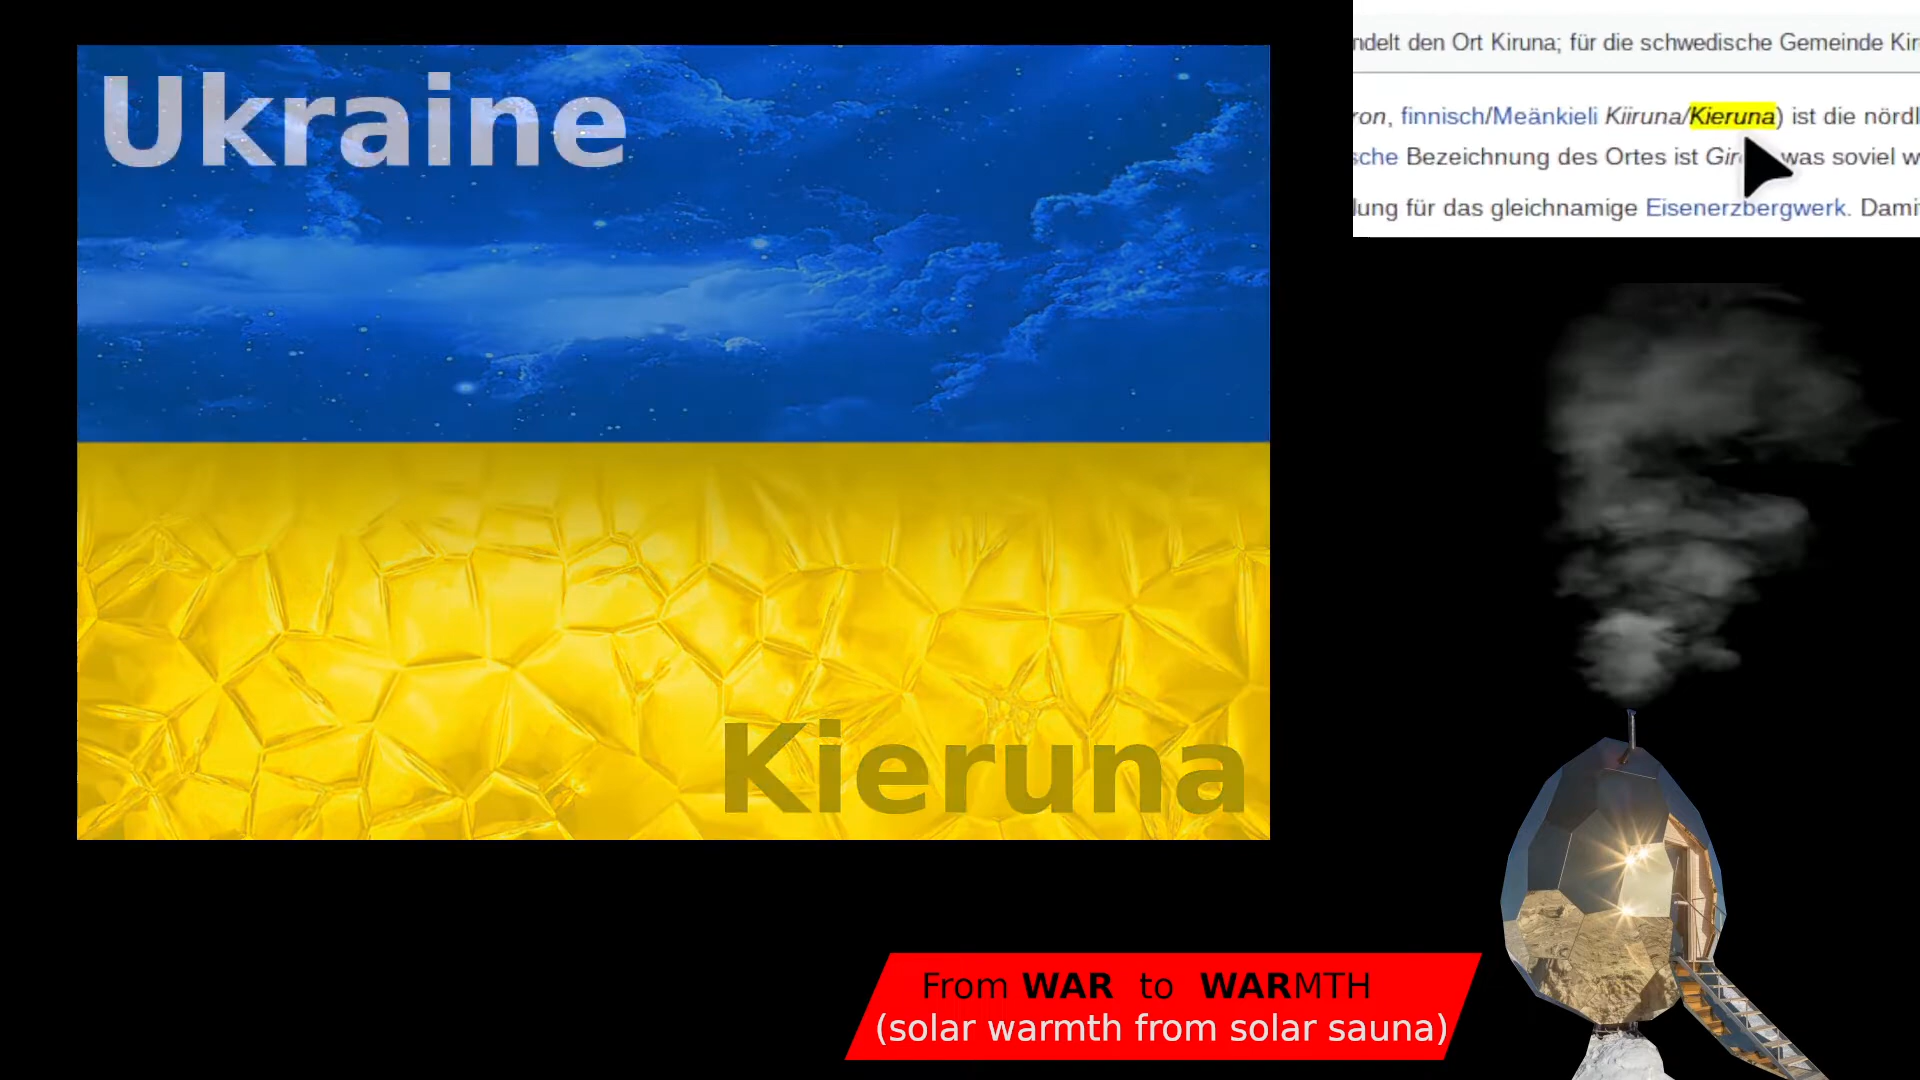 Ukraine
Kieruna
ndelt den Ort Kiruna; für die schwedische Gemeinde Kir
ron, finnisch/Meänkieli Kiiruna/Kieruna) ist die nördl
sche Bezeichnung des Ortes ist was soviel w
lung für das gleichnamige Eisenerzbergwerk. Damit
From WAR to WARMTH
(solar warmth from solar sauna)